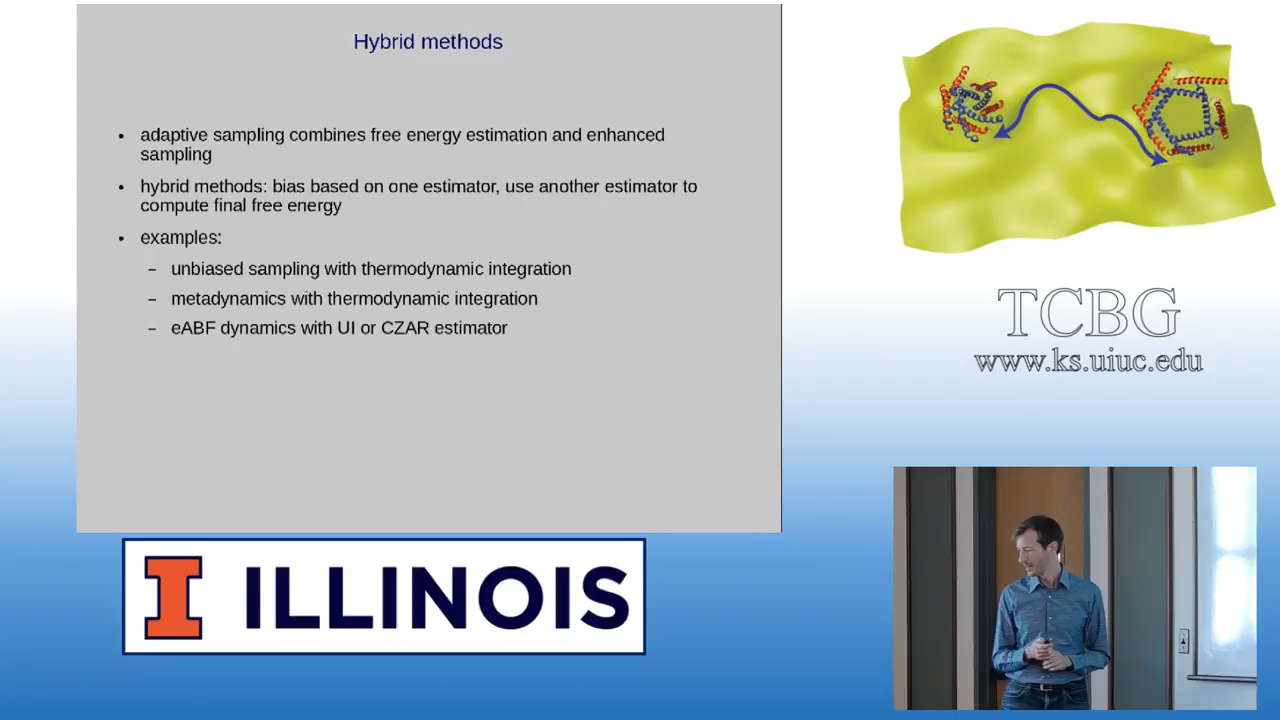 Hybrid methods
• adaptive sampling combines free energy estimation and enhanced
sampling
• hybrid methods: bias based on one estimator, use another estimator to
compute final free energy
• examples:
– unbiased sampling with thermodynamic integration
– metadynamics with thermodynamic integration
– eABF dynamics with UI or CZAR estimator
TCBG
www.ks.uiuc.edu
I ILLINOIS